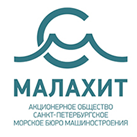 МАЛАХИТ
АКЦИОНЕРНОЕ ОБЩЕСТВО
САНКТ-ПЕТЕРБУРГСКОЕ
МОРСКОЕ БЮРО МАШИНОСТРОЕНИЯ